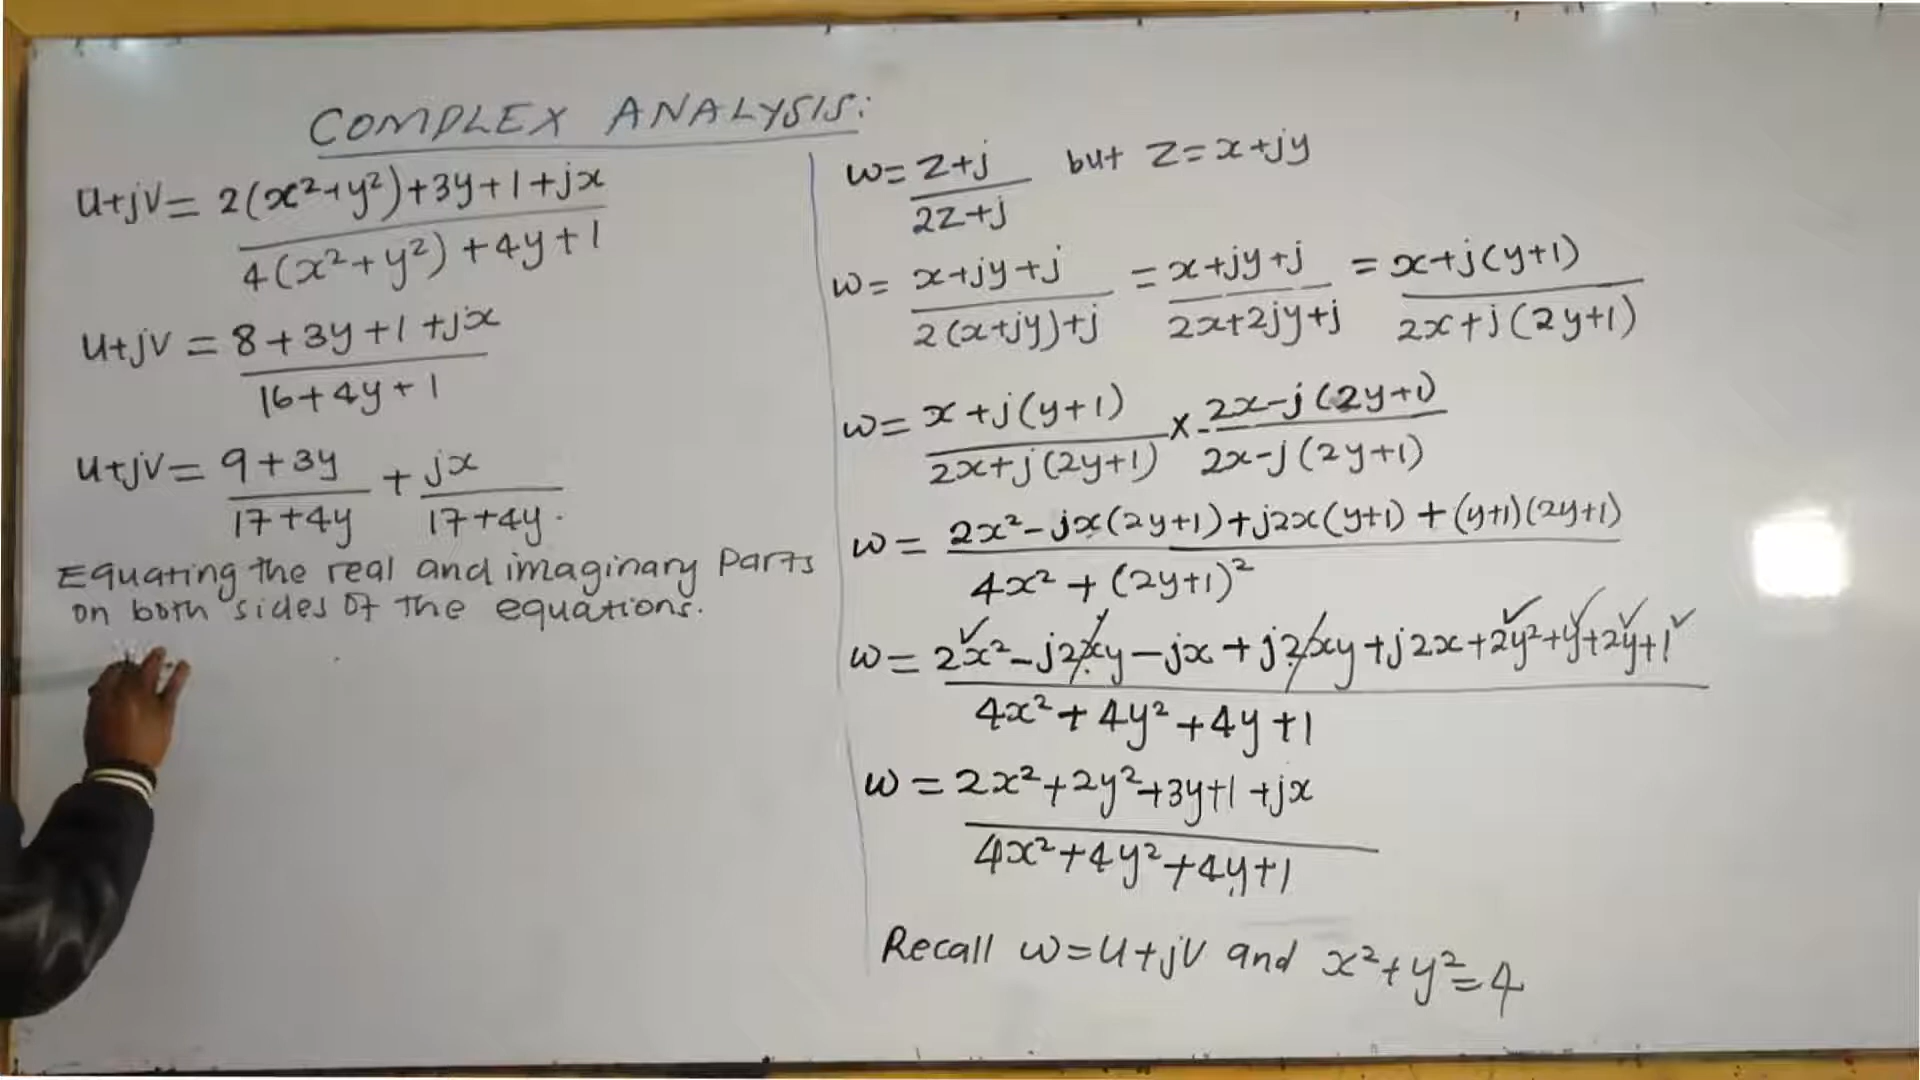 COMPLEX ANALYSIS:
u+jv = 2(x²+y²)+3y+1+jx
4(x²+y²)+4y+1
u+jv = 8+3y+1+jx
16+4y+1
u+jv = 9+3y + jx
17+4y 17+4y.
Equating the real and imaginary Parts
on both sides of the equations.
w = z+j but z=x+jy
2z+j
w = x+jy+j = x+jy+j = x+j(y+1)
2(x+jy)+j 2x+2jy+j 2x+j(2y+1)
w = x+j(y+1) × 2x-j(2y+1)
2x+j(2y+1) 2x-j(2y+1)
w = 2x²-jx(2y+1)+j2x(y+1)+(y+1)(2y+1)
4x²+(2y+1)²
w = 2x²-j2xy-jx+j2xy+j2x+2y²+y+2y+1
4x²+4y²+4y+1
w = 2x²+2y²+3y+1+jx
4x²+4y²+4y+1
Recall w=u+jv and x²+y²=4